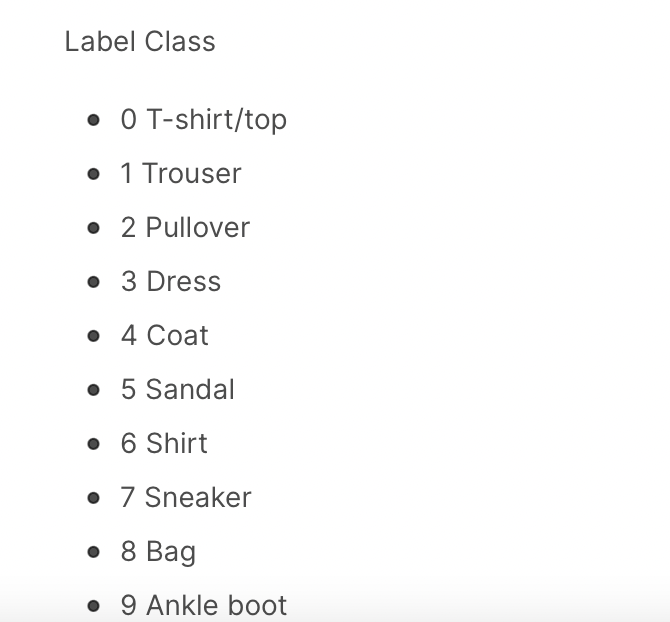 Label Class
• 0 T-shirt/top
• 1 Trouser
• 2 Pullover
• 3 Dress
• 4 Coat
• 5 Sandal
• 6 Shirt
• 7 Sneaker
• 8 Bag
• 9 Ankle boot